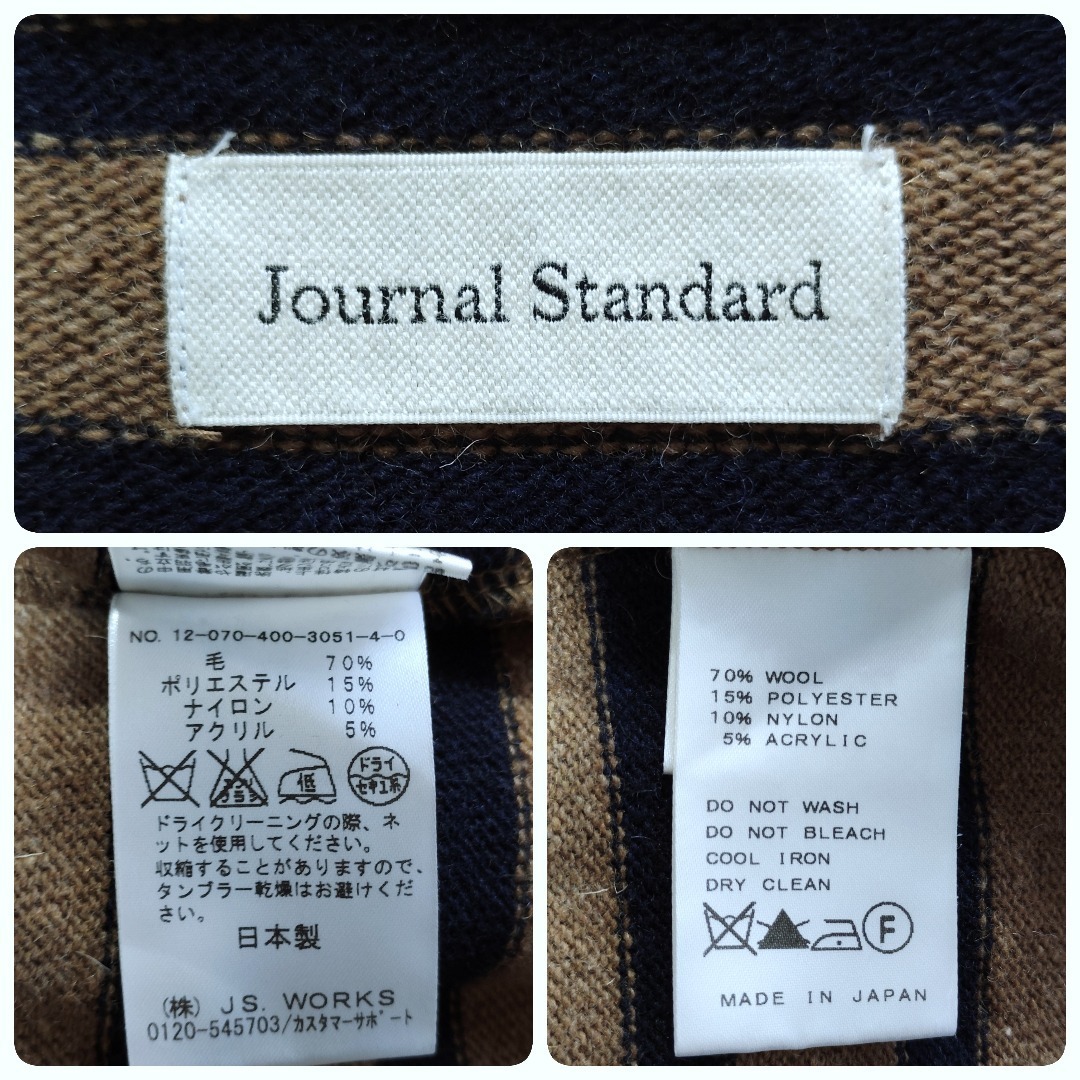 Journal Standard
NO. 12-070-400-3051-4-0
毛 70%
ポリエステル 15%
ナイロン 10%
アクリル 5%
低
ドライ
セキユ系
ドライクリーニングの際、ネ
ットを使用してください。
収縮することがありますので、
タンブラー乾燥はお避けくだ
さい。
日本製
(株) JS. WORKS
0120-545703/カスタマーサポート
70% WOOL
15% POLYESTER
10% NYLON
5% ACRYLIC
DO NOT WASH
DO NOT BLEACH
COOL IRON
DRY CLEAN
F
MADE IN JAPAN